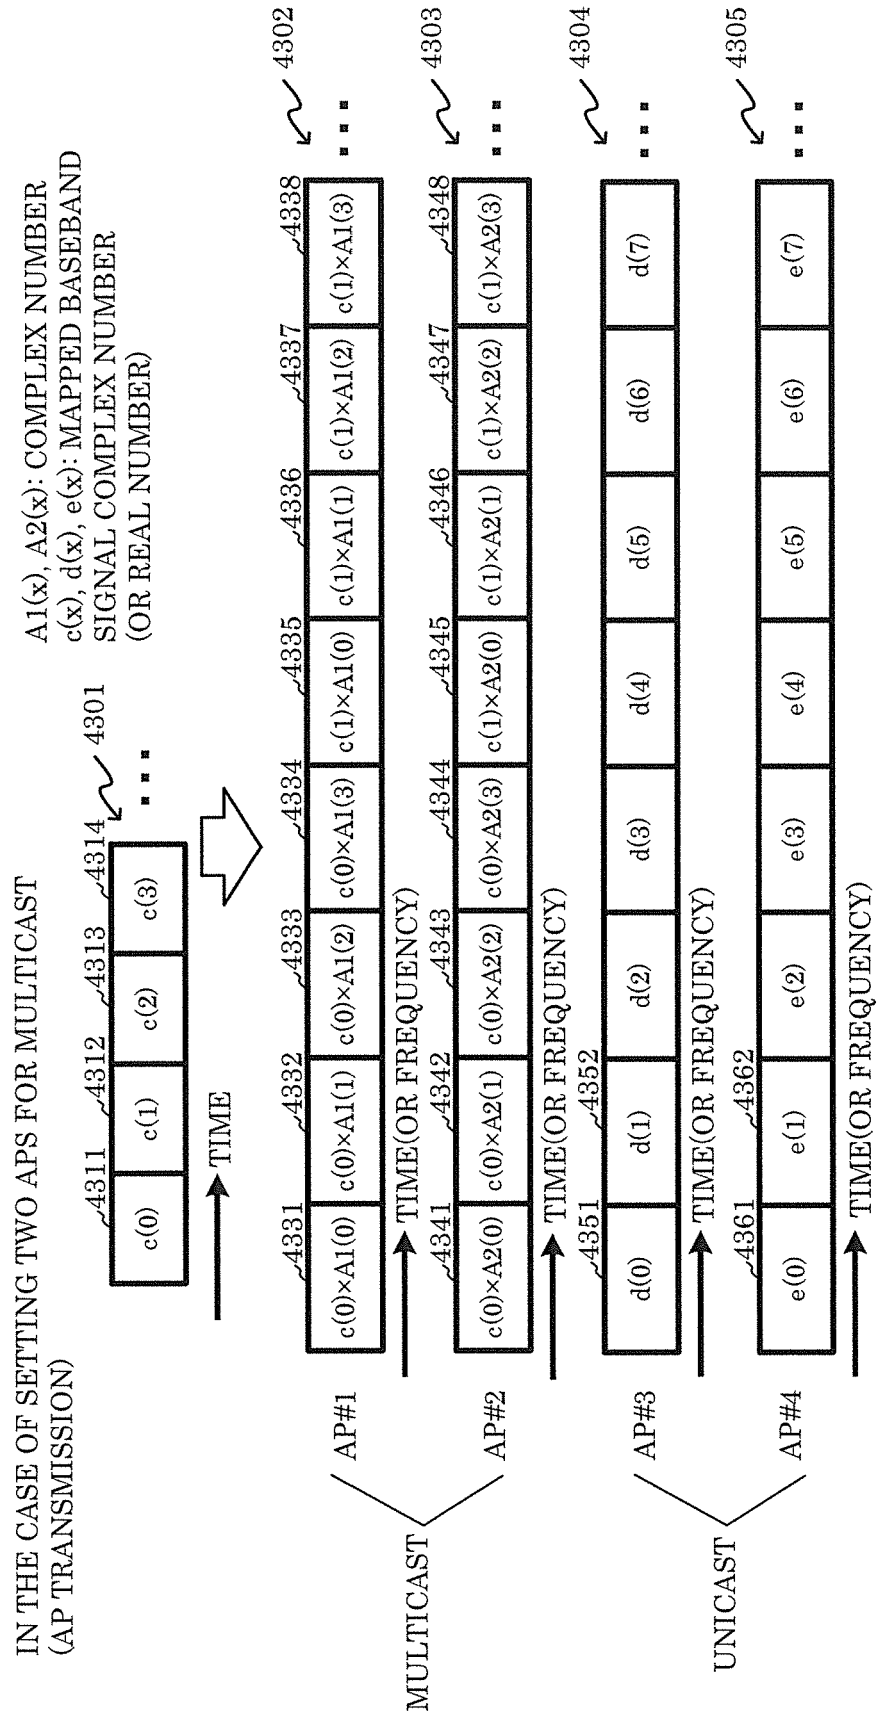 IN THE CASE OF SETTING TWO APS FOR MULTICAST
(AP TRANSMISSION)
A1(x), A2(x): COMPLEX NUMBER
c(x), d(x), e(x): MAPPED BASEBAND
SIGNAL COMPLEX NUMBER
(OR REAL NUMBER)
4311 4312 4313 4314 4301
c(0) c(1) c(2) c(3) ...
TIME
4331 4332 4333 4334 4335 4336 4337 4338 4302
AP#1 c(0)×A1(0) c(0)×A1(1) c(0)×A1(2) c(0)×A1(3) c(1)×A1(0) c(1)×A1(1) c(1)×A1(2) c(1)×A1(3) ...
TIME(OR FREQUENCY)
MULTICAST
4341 4342 4343 4344 4345 4346 4347 4348 4303
AP#2 c(0)×A2(0) c(0)×A2(1) c(0)×A2(2) c(0)×A2(3) c(1)×A2(0) c(1)×A2(1) c(1)×A2(2) c(1)×A2(3) ...
TIME(OR FREQUENCY)
4351 4352 4304
AP#3 d(0) d(1) d(2) d(3) d(4) d(5) d(6) d(7) ...
TIME(OR FREQUENCY)
UNICAST
4361 4362 4305
AP#4 e(0) e(1) e(2) e(3) e(4) e(5) e(6) e(7) ...
TIME(OR FREQUENCY)